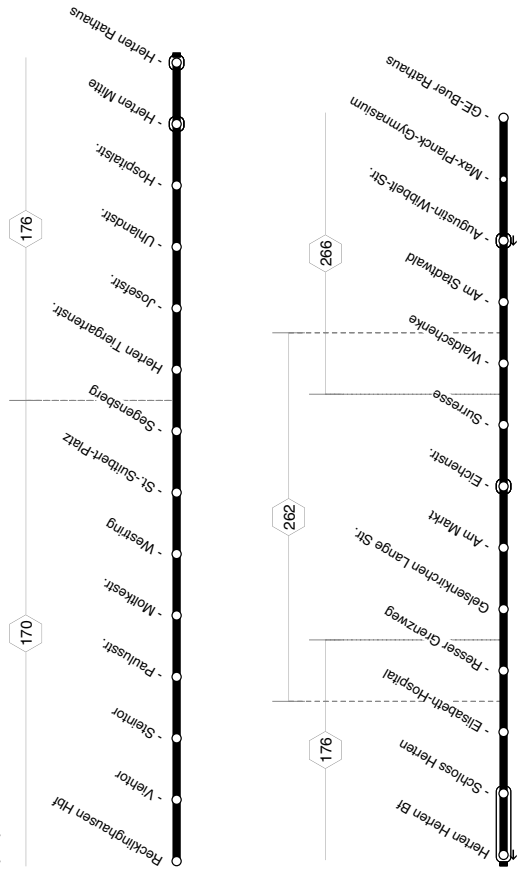 Recklinghausen Hbf
- Viehtor
- Steintor
- Paulusstr.
- Moltkestr.
- Westring
- St.-Suitbert-Platz
- Segensberg
Herten Tiergartenstr.
- Josefstr.
- Uhlandstr.
- Hospitalstr.
- Herten Mitte
- Herten Rathaus
170
176
Herten Herten Bf
- Schloss Herten
- Elisabeth-Hospital
- Resser Grenzweg
Gelsenkirchen Lange Str.
- Am Markt
- Eichenstr.
- Surresse
- Waldschenke
- Am Stadtwald
- Augustin-Wibbelt-Str.
- Max-Planck-Gymnasium
- GE-Buer Rathaus
176
262
266